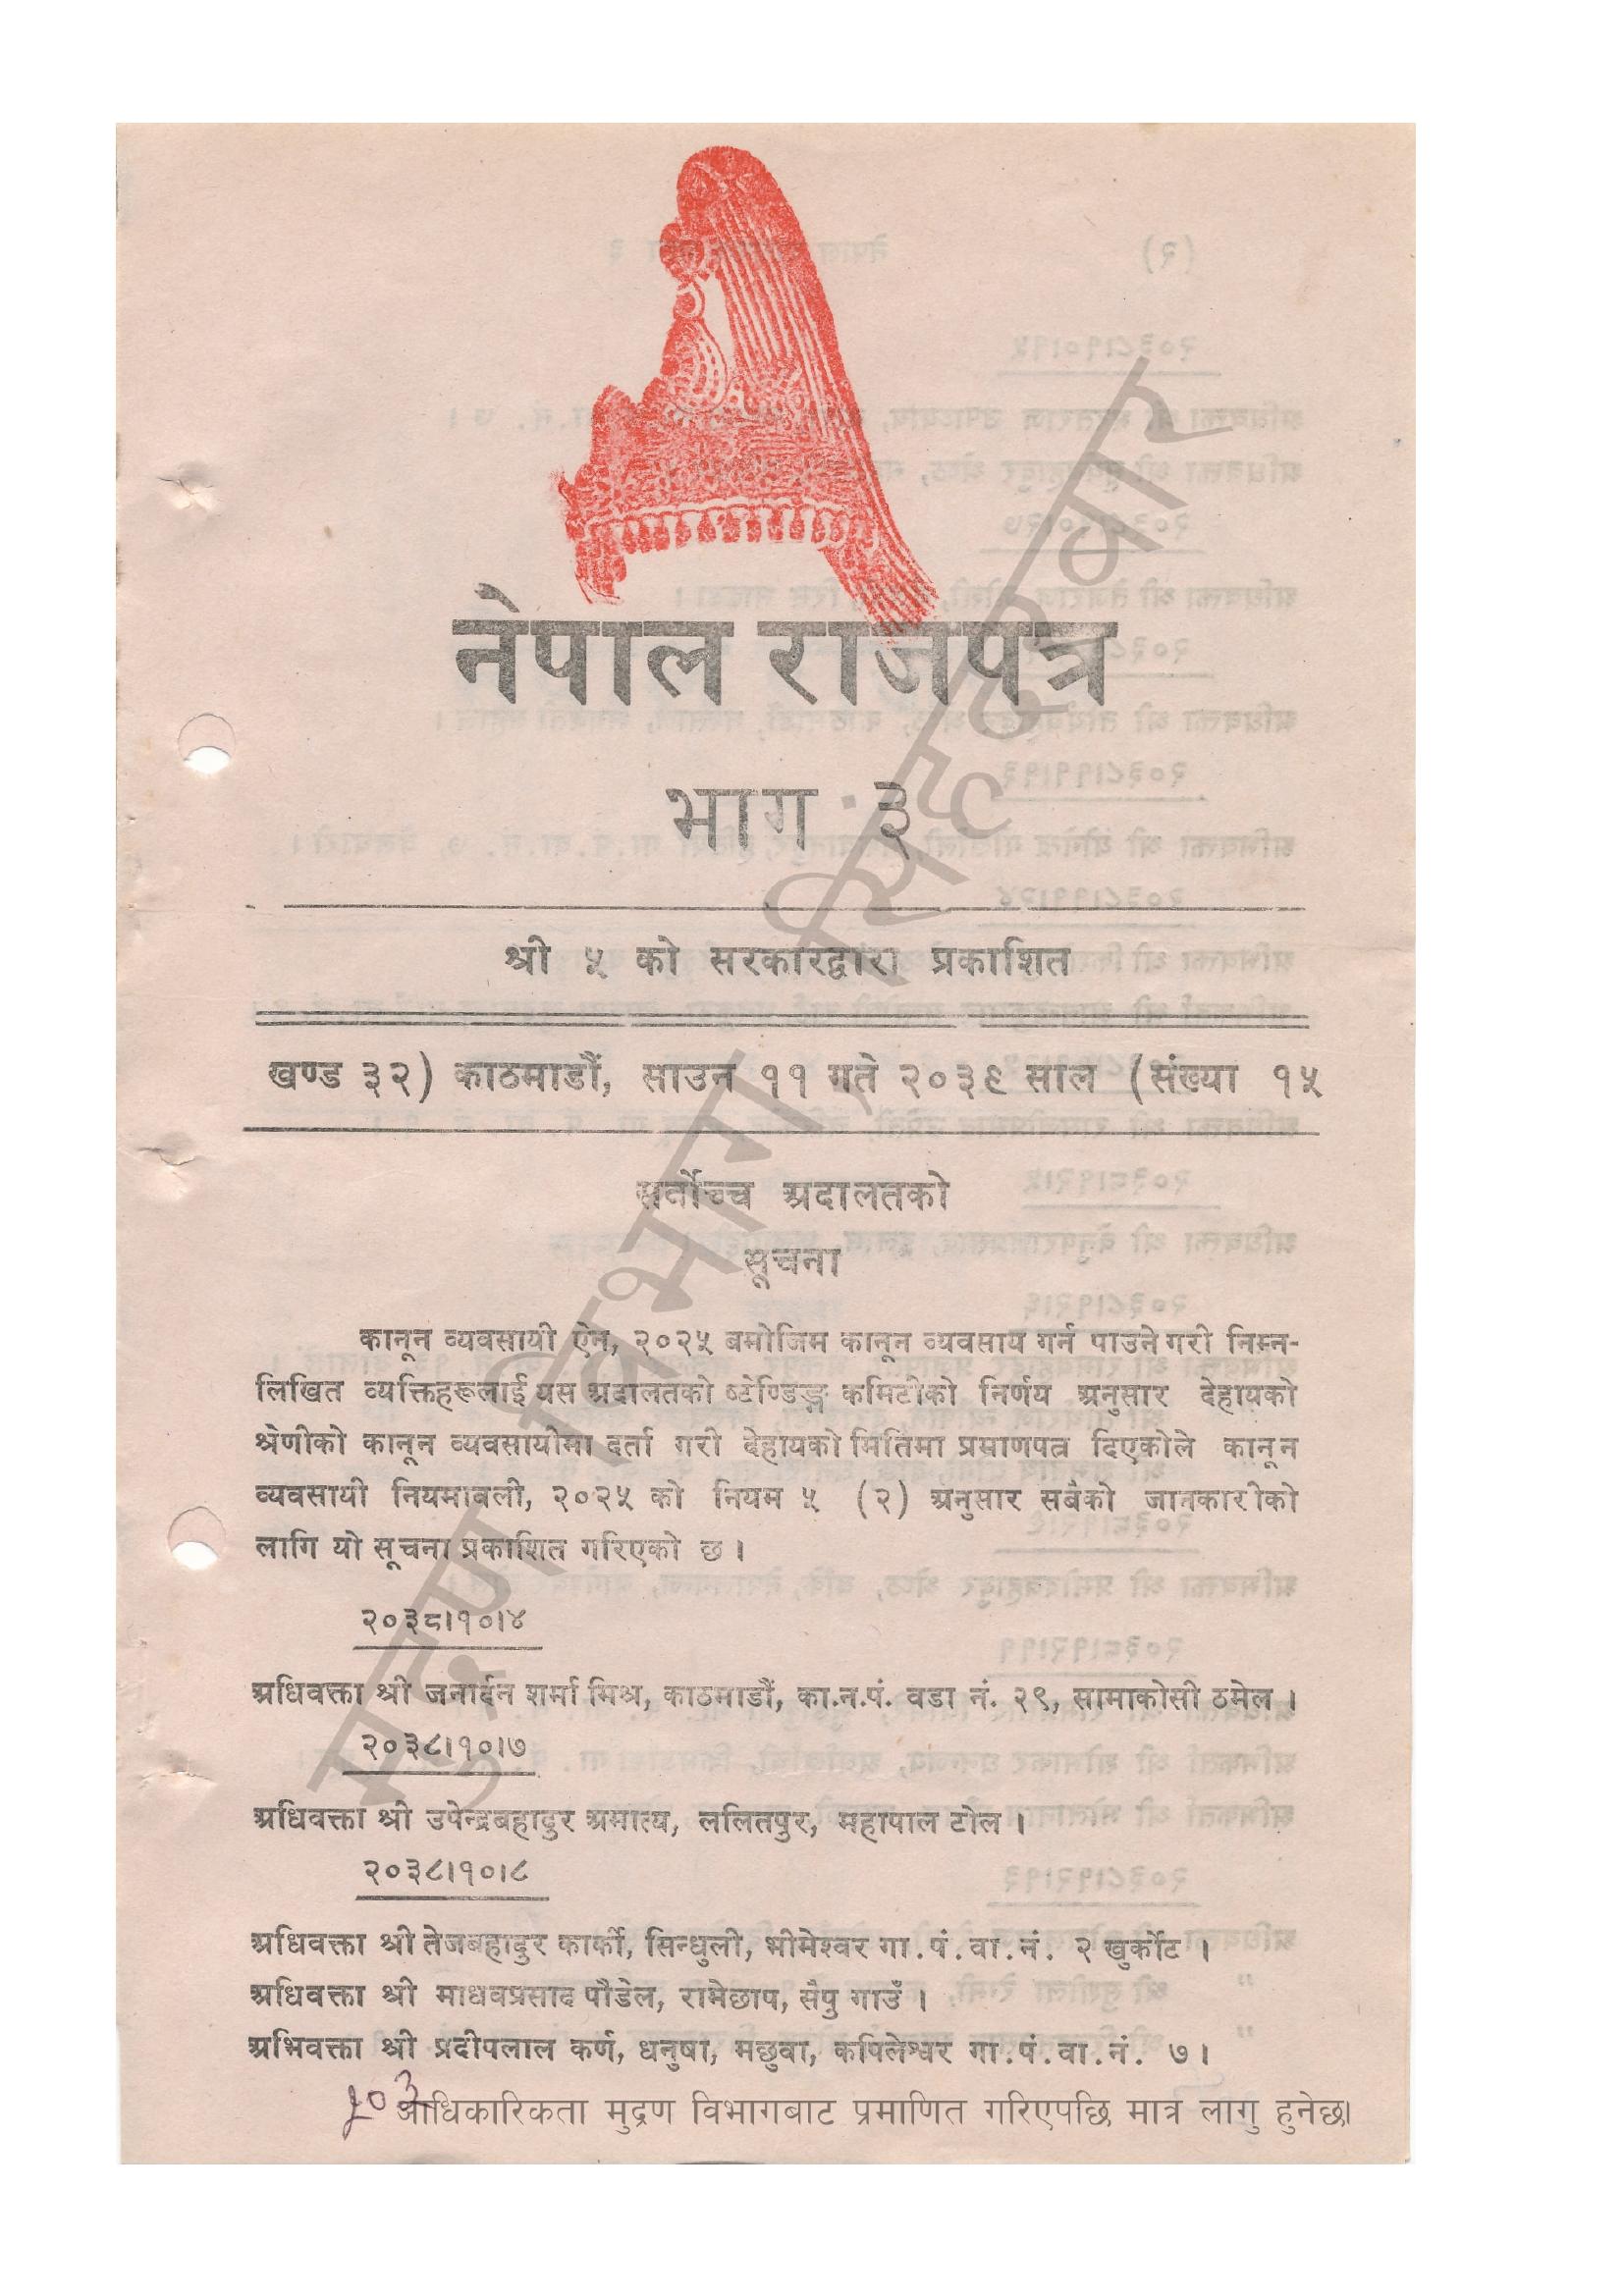 नेपाल राजपत्र
भाग ३
श्री ५ को सरकारद्वारा प्रकाशित
खण्ड ३२) काठमाडौं, साउन ११ गते २०३९ साल (संख्या १५
सर्वोच्च अदालतको
सूचना
कानून व्यवसायी ऐन, २०२५ बमोजिम कानून व्यवसाय गर्न पाउने गरी निम्न-
लिखित व्यक्तिहरूलाई यस अदालतको ष्टेण्डिङ्ग कमिटीको निर्णय अनुसार देहायको
श्रेणीको कानून व्यवसायीमा दर्ता गरी देहायको मितिमा प्रमाणपत्र दिएकोले कानून
व्यवसायी नियमावली, २०२५ को नियम ५ (२) अनुसार सबैको जानकारीको
लागि यो सूचना प्रकाशित गरिएको छ ।
२०३८।१०।४
अधिवक्ता श्री जनार्दन शर्मा मिश्र, काठमाडौं, का.न.पं. वडा नं. २९, सामाकोसी ठमेल ।
२०३८।१०।७
अधिवक्ता श्री उपेन्द्रबहादुर अमात्य, ललितपुर, महापाल टोल ।
२०३८।१०।८
अधिवक्ता श्री तेजबहादुर कार्की, सिन्धुली, भीमेश्वर गा.पं.वा.नं. २ खुर्कोट ।
अधिवक्ता श्री माधवप्रसाद पौडेल, रामेछाप, सैपु गाउँ ।
अभिवक्ता श्री प्रदीपलाल कर्ण, धनुषा, मछुवा, कपिलेश्वर गा.पं.वा.नं. ७ ।
आधिकारिकता मुद्रण विभागबाट प्रमाणित गरिएपछि मात्र लागु हुनेछ।
मुद्रण विभाग सिंहदरवार